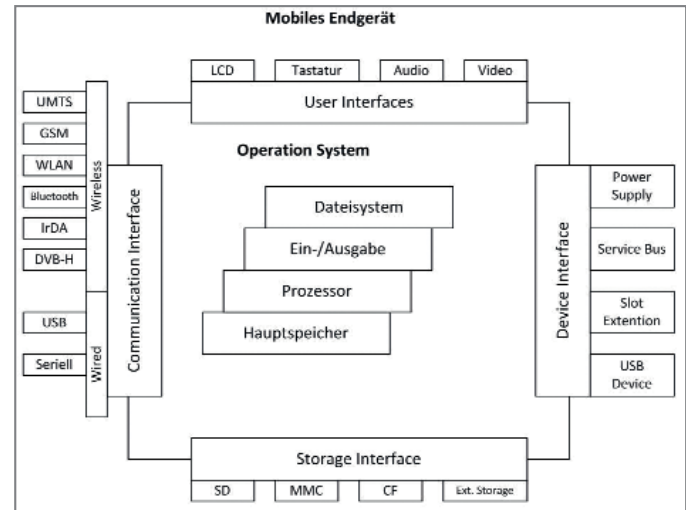 Mobiles Endgerät
LCD
Tastatur
Audio
Video
User Interfaces
UMTS
GSM
WLAN
Bluetooth
IrDA
DVB-H
Wireless
USB
Seriell
Wired
Communication Interface
Operation System
Dateisystem
Ein-/Ausgabe
Prozessor
Hauptspeicher
Device Interface
Power
Supply
Service Bus
Slot
Extention
USB
Device
Storage Interface
SD
MMC
CF
Ext. Storage